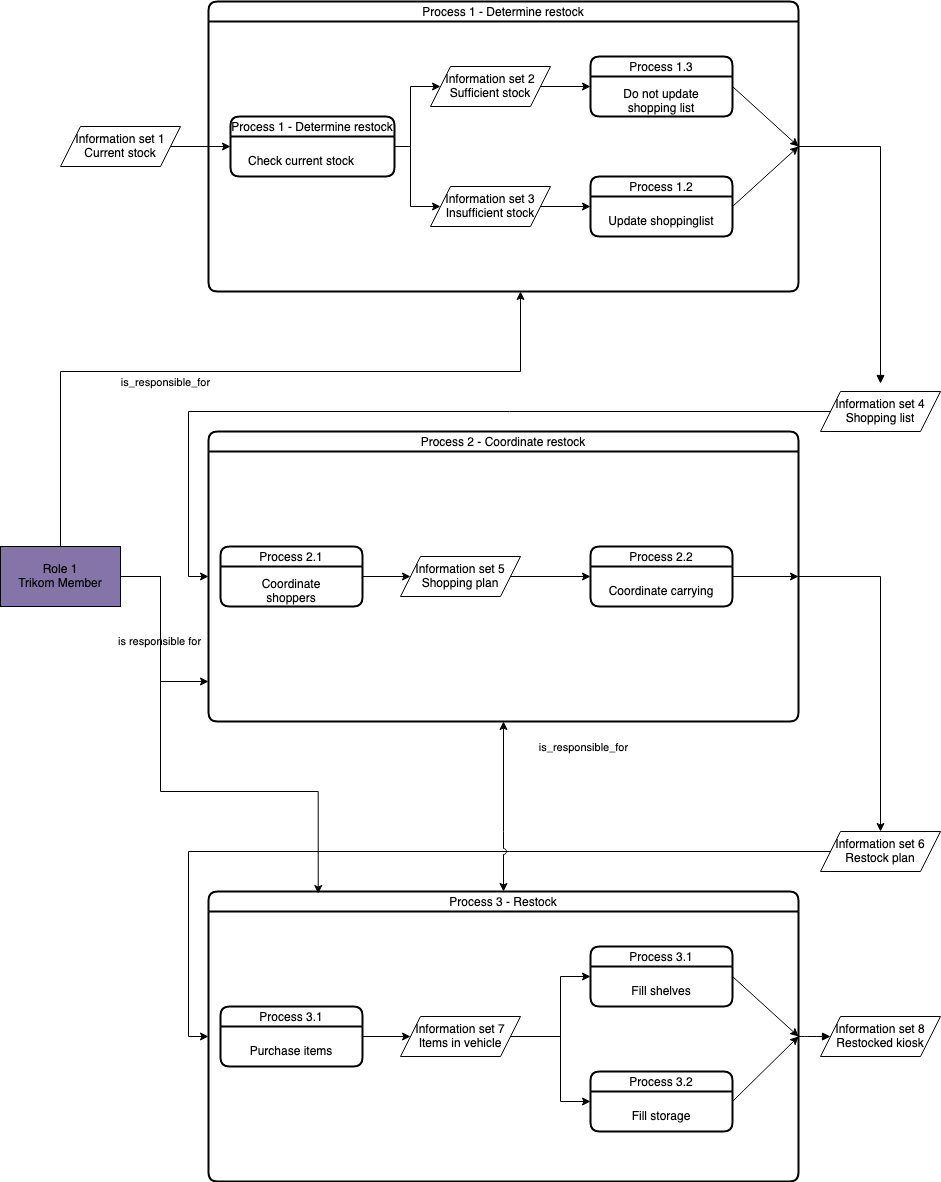 Process 1 - Determine restock
Information set 2
Sufficient stock
Process 1.3
Do not update
shopping list
Information set 1
Current stock
Process 1 - Determine restock
Check current stock
Information set 3
Insufficient stock
Process 1.2
Update shoppinglist
is_responsible_for
Information set 4
Shopping list
Process 2 - Coordinate restock
Role 1
Trikom Member
Process 2.1
Coordinate
shoppers
Information set 5
Shopping plan
Process 2.2
Coordinate carrying
is responsible for
is_responsible_for
Information set 6
Restock plan
Process 3 - Restock
Process 3.1
Fill shelves
Process 3.1
Purchase items
Information set 7
Items in vehicle
Information set 8
Restocked kiosk
Process 3.2
Fill storage